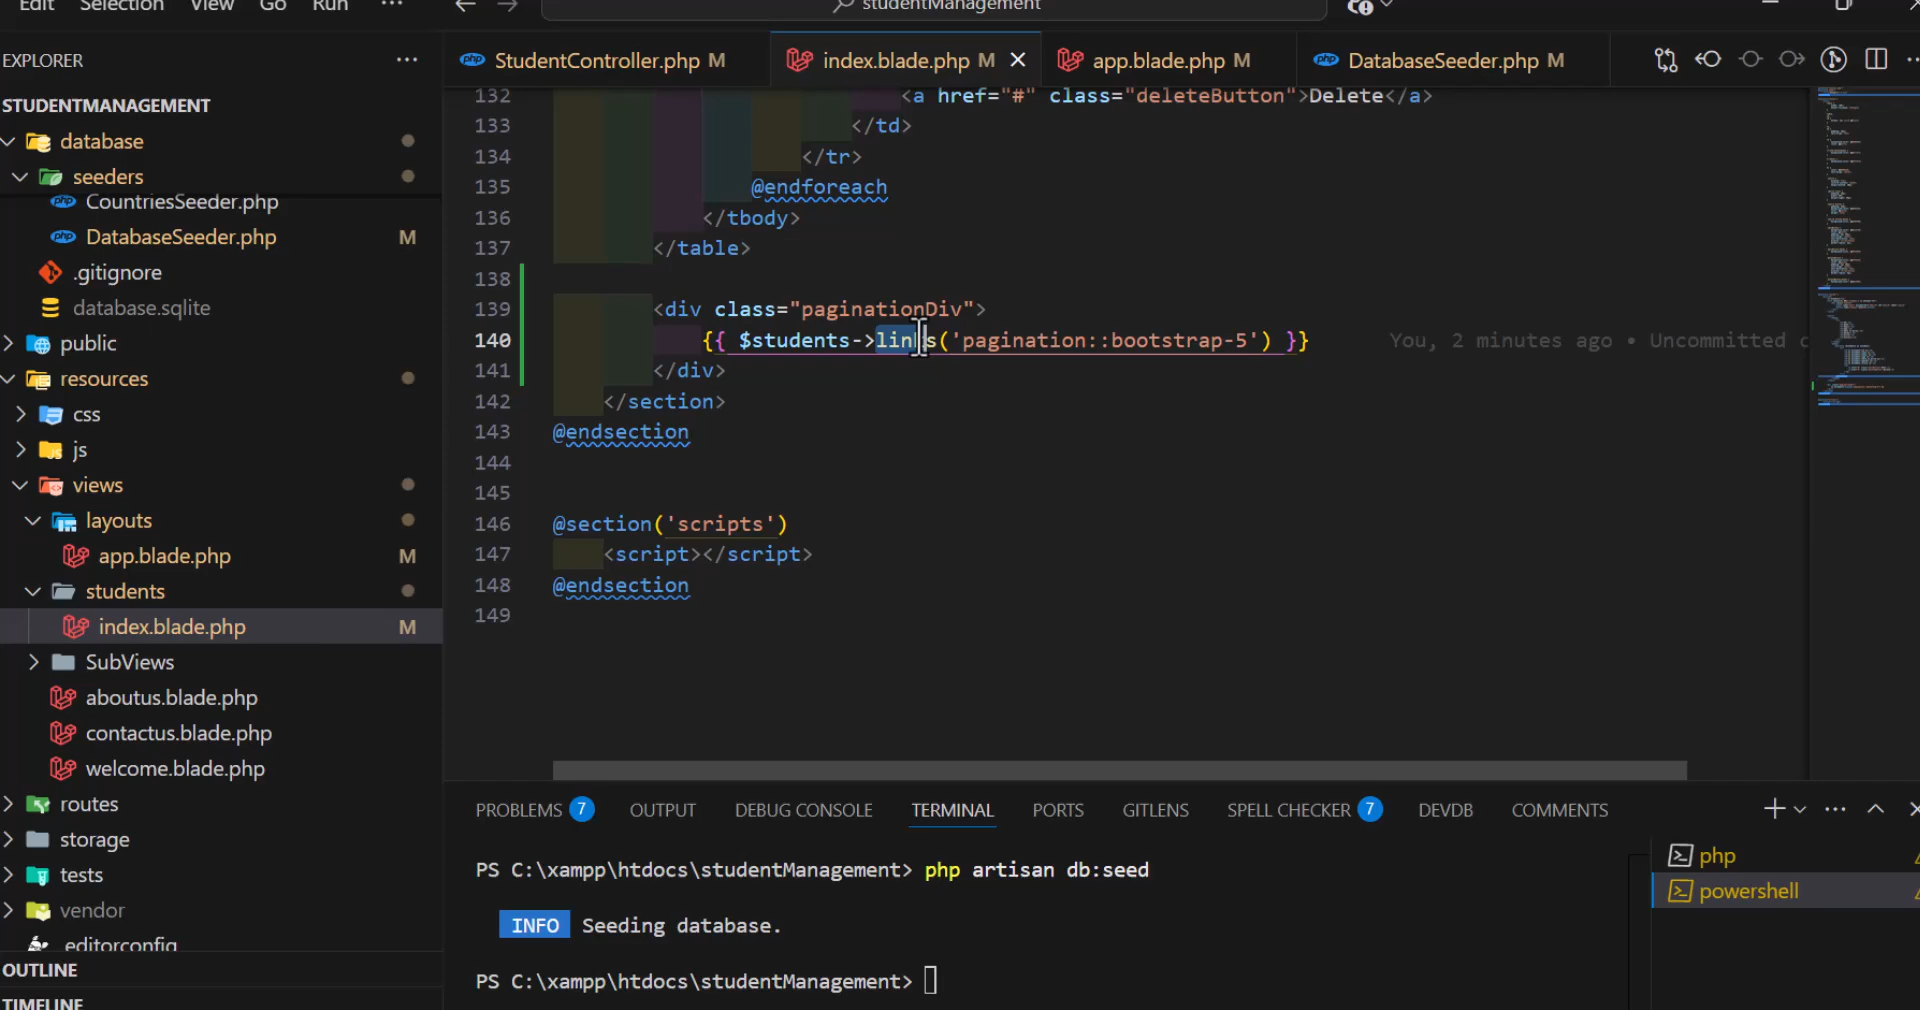 Edit Selection View Go Run ...
studentManagement
EXPLORER ...
STUDENTMANAGEMENT
database
seeders
CountriesSeeder.php
DatabaseSeeder.php M
.gitignore
database.sqlite
public
resources
css
js
views
layouts
app.blade.php M
students
index.blade.php M
SubViews
aboutus.blade.php
contactus.blade.php
welcome.blade.php
routes
storage
tests
vendor
.editorconfig
OUTLINE
TIMELINE
StudentController.php M
index.blade.php M
app.blade.php M
DatabaseSeeder.php M
132 <a href="#" class="deleteButton">Delete</a>
133 </td>
134 </tr>
135 @endforeach
136 </tbody>
137 </table>
138
139 <div class="paginationDiv">
140 {{ $students->links('pagination::bootstrap-5') }} You, 2 minutes ago • Uncommitted c
141 </div>
142 </section>
143 @endsection
144
145
146 @section('scripts')
147 <script></script>
148 @endsection
149
PROBLEMS 7 OUTPUT DEBUG CONSOLE TERMINAL PORTS GITLENS SPELL CHECKER 7 DEVDB COMMENTS
PS C:\xampp\htdocs\studentManagement> php artisan db:seed
INFO Seeding database.
PS C:\xampp\htdocs\studentManagement>
php
powershell